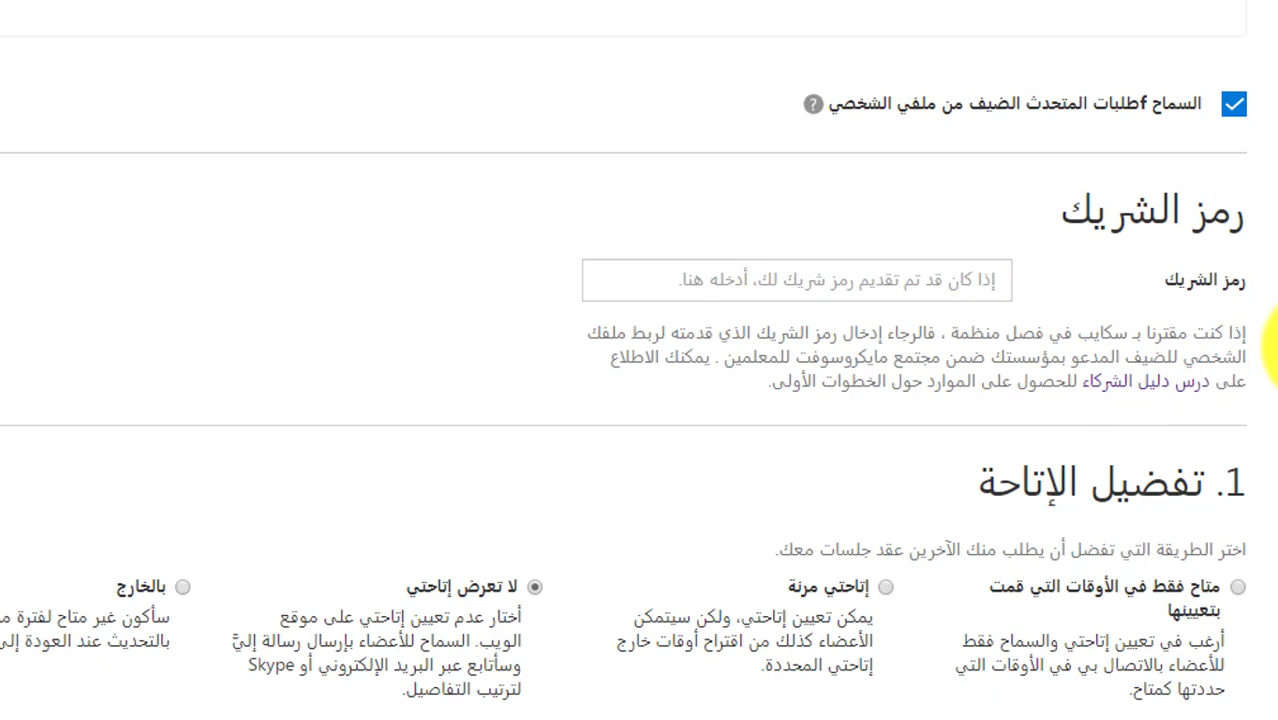 السماح fطلبات المتحدث الضيف من ملفي الشخصي ?
رمز الشريك
رمز الشريك
إذا كان قد تم تقديم رمز شريك لك، أدخله هنا.
إذا كنت مقترنا بـ سكايب في فصل منظمة ، فالرجاء إدخال رمز الشريك الذي قدمته لربط ملفك
الشخصي للضيف المدعو بمؤسستك ضمن مجتمع مايكروسوفت للمعلمين . يمكنك الاطلاع
على درس دليل الشركاء للحصول على الموارد حول الخطوات الأولى.
1. تفضيل الإتاحة
اختر الطريقة التي تفضل أن يطلب منك الآخرين عقد جلسات معك.
متاح فقط في الأوقات التي قمت
بتعيينها
أرغب في تعيين إتاحتي والسماح فقط
للأعضاء بالاتصال بي في الأوقات التي
حددتها كمتاح.
إتاحتي مرنة
يمكن تعيين إتاحتي، ولكن سيتمكن
الأعضاء كذلك من اقتراح أوقات خارج
إتاحتي المحددة.
لا تعرض إتاحتي
أختار عدم تعيين إتاحتي على موقع
الويب. السماح للأعضاء بإرسال رسالة إليَّ
وسأتابع عبر البريد الإلكتروني أو Skype
لترتيب التفاصيل.
بالخارج
سأكون غير متاح لفترة
بالتحديث عند العودة